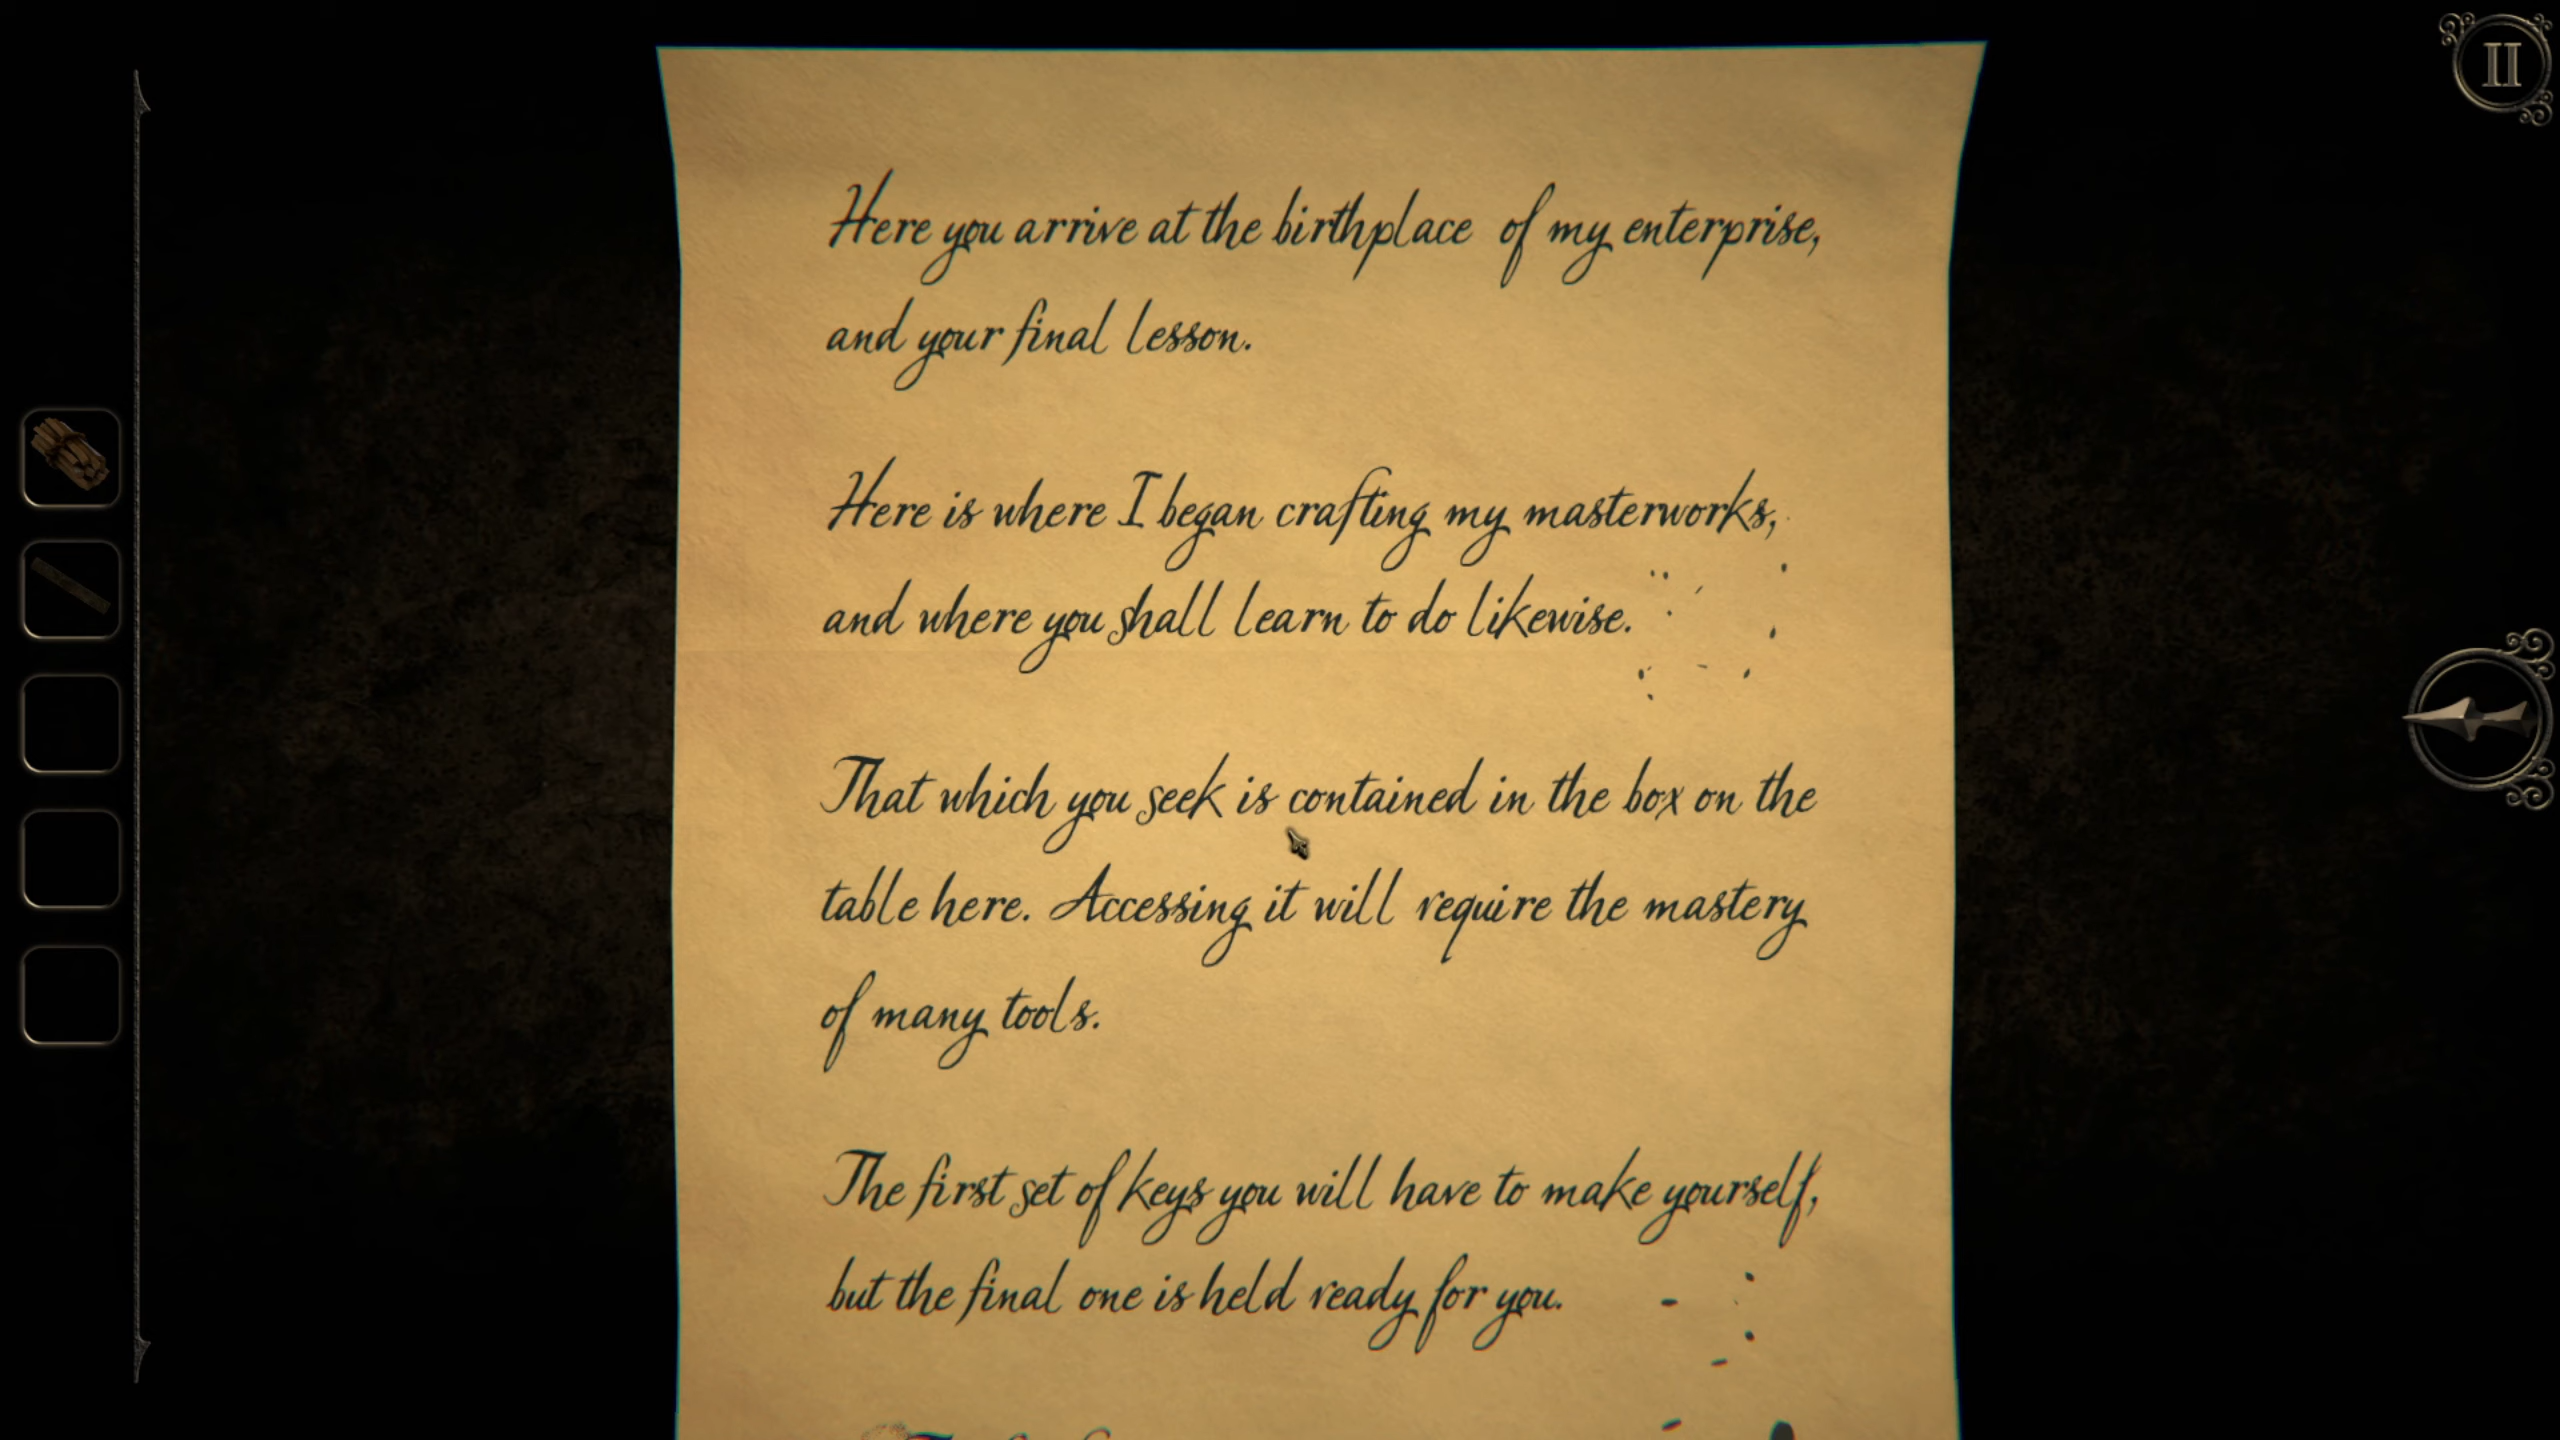 Here you arrive at the birthplace of my enterprise,
and your final lesson.
Here is where I began crafting my masterworks,
and where you shall learn to do likewise.
That which you seek is contained in the box on the
table here. Accessing it will require the mastery
of many tools.
The first set of keys you will have to make yourself,
but the final one is held ready for you.
II